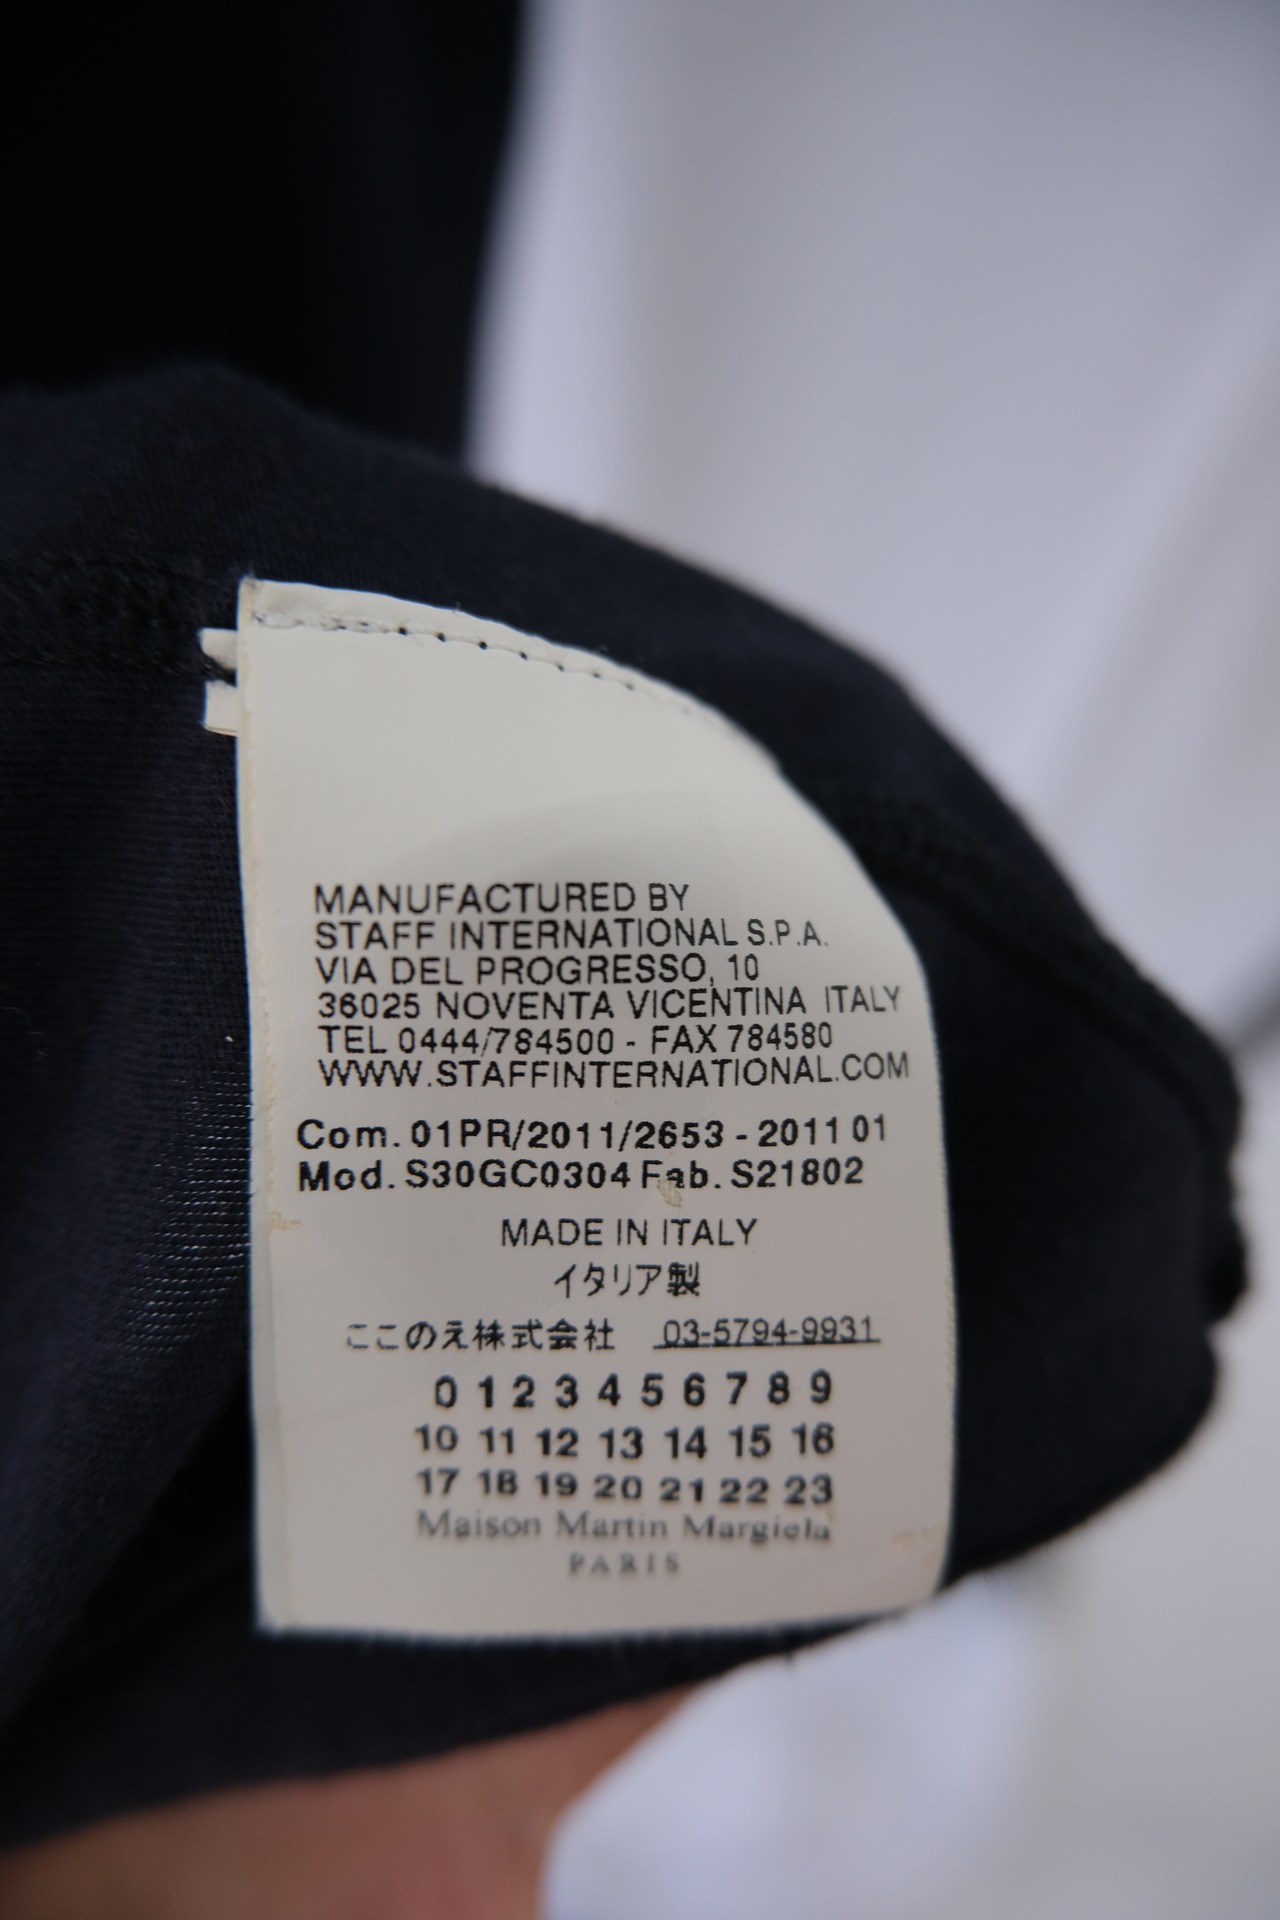 MANUFACTURED BY
STAFF INTERNATIONAL S.P.A.
VIA DEL PROGRESSO, 10
36025 NOVENTA VICENTINA ITALY
TEL 0444/784500 - FAX 784580
WWW.STAFFINTERNATIONAL.COM
Com. 01PR/2011/2653 - 2011 01
Mod. S30GC0304 Fab. S21802
MADE IN ITALY
イタリア製
ここのえ株式会社 03-5794-9931
0 1 2 3 4 5 6 7 8 9
10 11 12 13 14 15 16
17 18 19 20 21 22 23
Maison Martin Margiela
PARIS